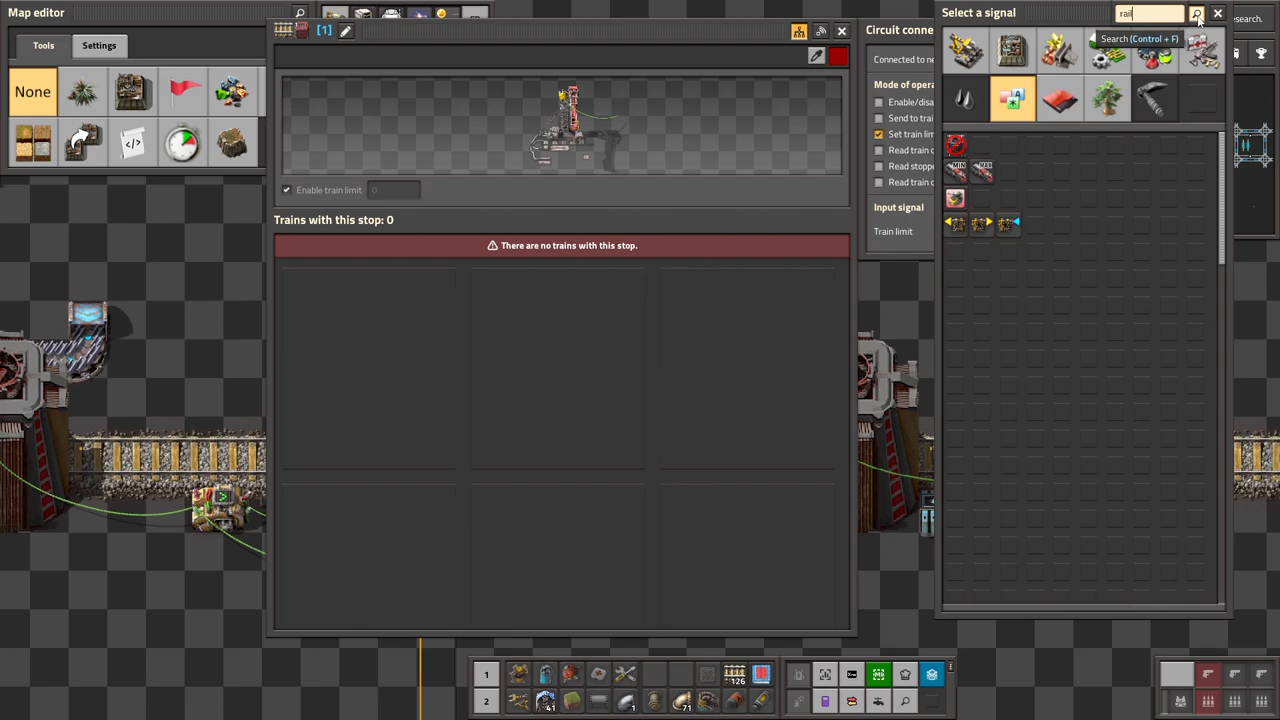 Map editor
Tools
Settings
None
</>
[1]
Enable train limit
0
Trains with this stop: 0
There are no trains with this stop.
Circuit conne
Connected to ne
Mode of opera
Enable/disa
Send to trai
Set train lim
Read train c
Read stoppe
Read train c
Input signal
Train limit
Select a signal
rail
Search (Control + F)
esearch.
A
MIN
1
126
2
41
1
71